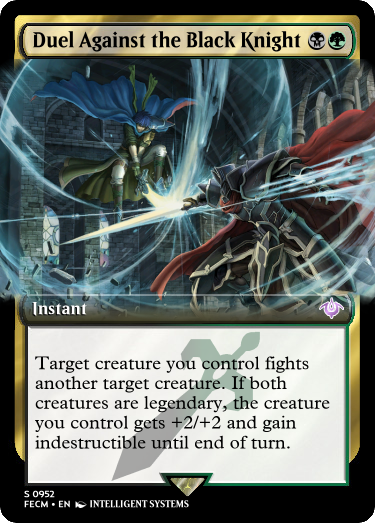 Duel Against the Black Knight
Instant
Target creature you control fights
another target creature. If both
creatures are legendary, the creature
you control gets +2/+2 and gain
indestructible until end of turn.
S 0952
FECM • EN INTELLIGENT SYSTEMS